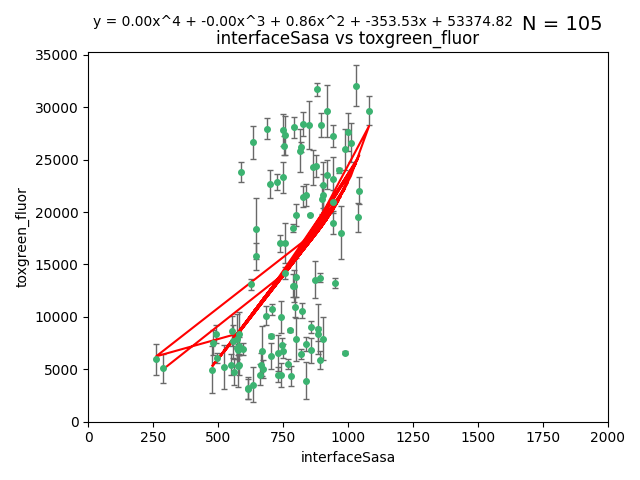 y = 0.00x^4 + -0.00x^3 + 0.86x^2 + -353.53x + 53374.82 N = 105
interfaceSasa vs toxgreen_fluor
35000
30000
25000
20000
15000
10000
5000
0
toxgreen_fluor
0 250 500 750 1000 1250 1500 1750 2000
interfaceSasa